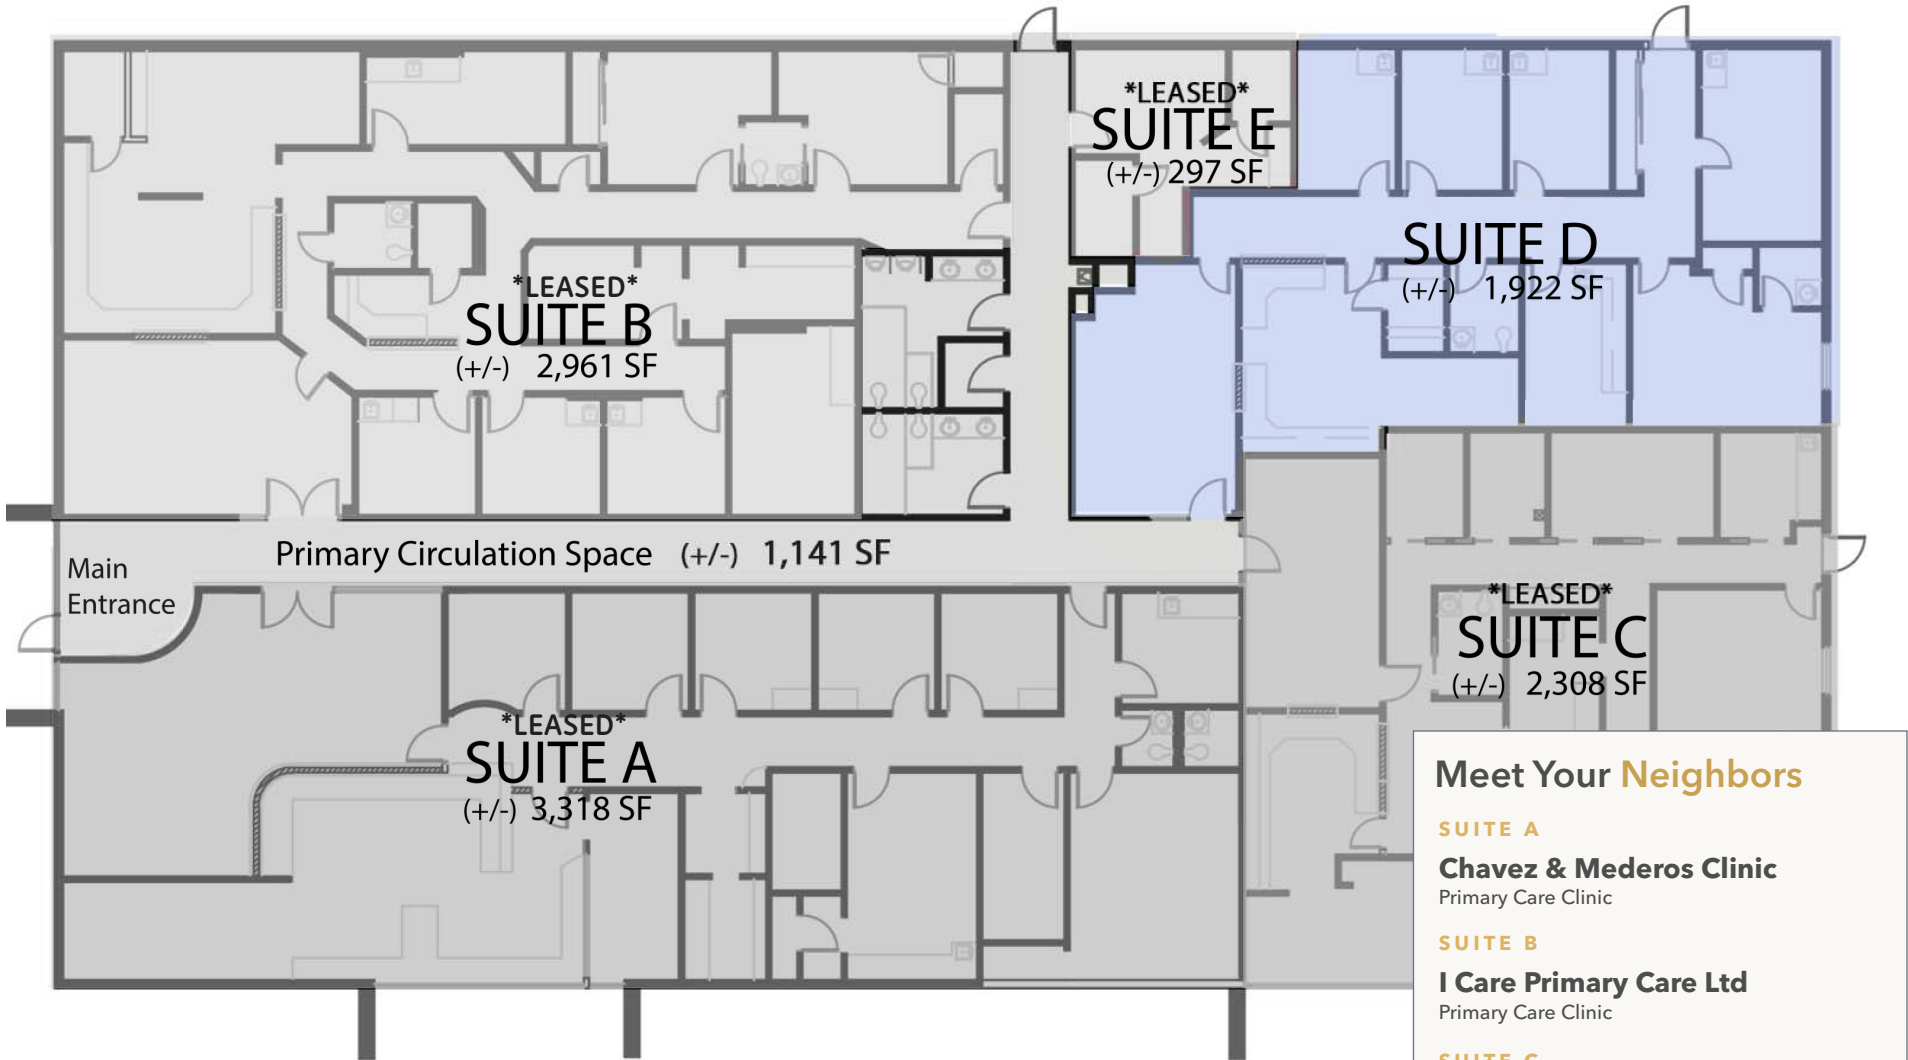 *LEASED*
SUITE E
(+/-) 297 SF
SUITE D
(+/-) 1,922 SF
*LEASED*
SUITE B
(+/-) 2,961 SF
Primary Circulation Space (+/-) 1,141 SF
Main
Entrance
*LEASED*
SUITE C
(+/-) 2,308 SF
*LEASED*
SUITE A
(+/-) 3,318 SF
Meet Your Neighbors
SUITE A
Chavez & Mederos Clinic
Primary Care Clinic
SUITE B
I Care Primary Care Ltd
Primary Care Clinic
SUITE C